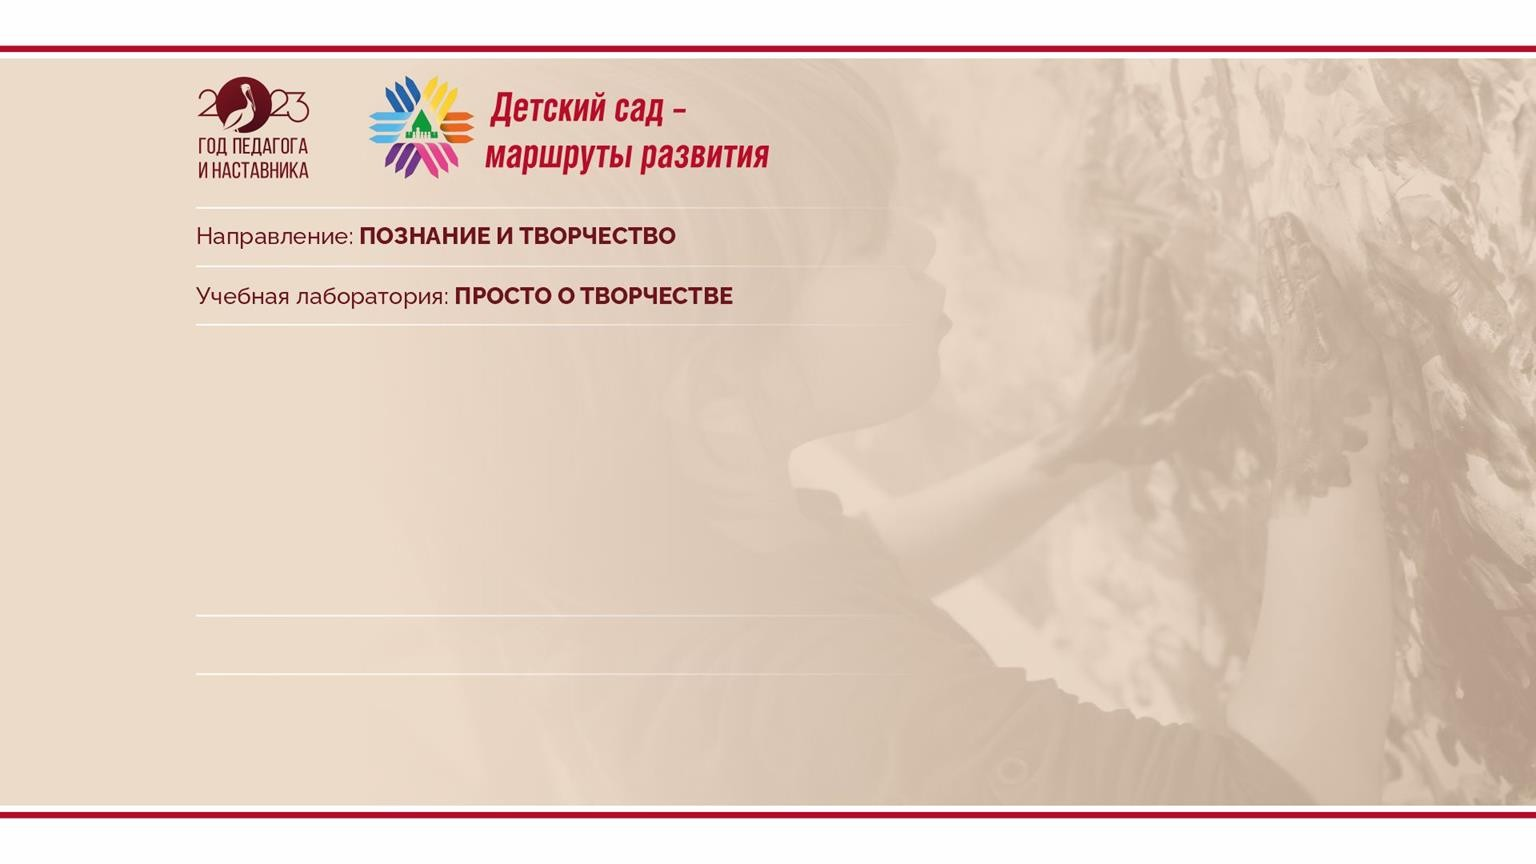 2023
ГОД ПЕДАГОГА
И НАСТАВНИКА
Детский сад –
маршруты развития
Направление: ПОЗНАНИЕ И ТВОРЧЕСТВО
Учебная лаборатория: ПРОСТО О ТВОРЧЕСТВЕ